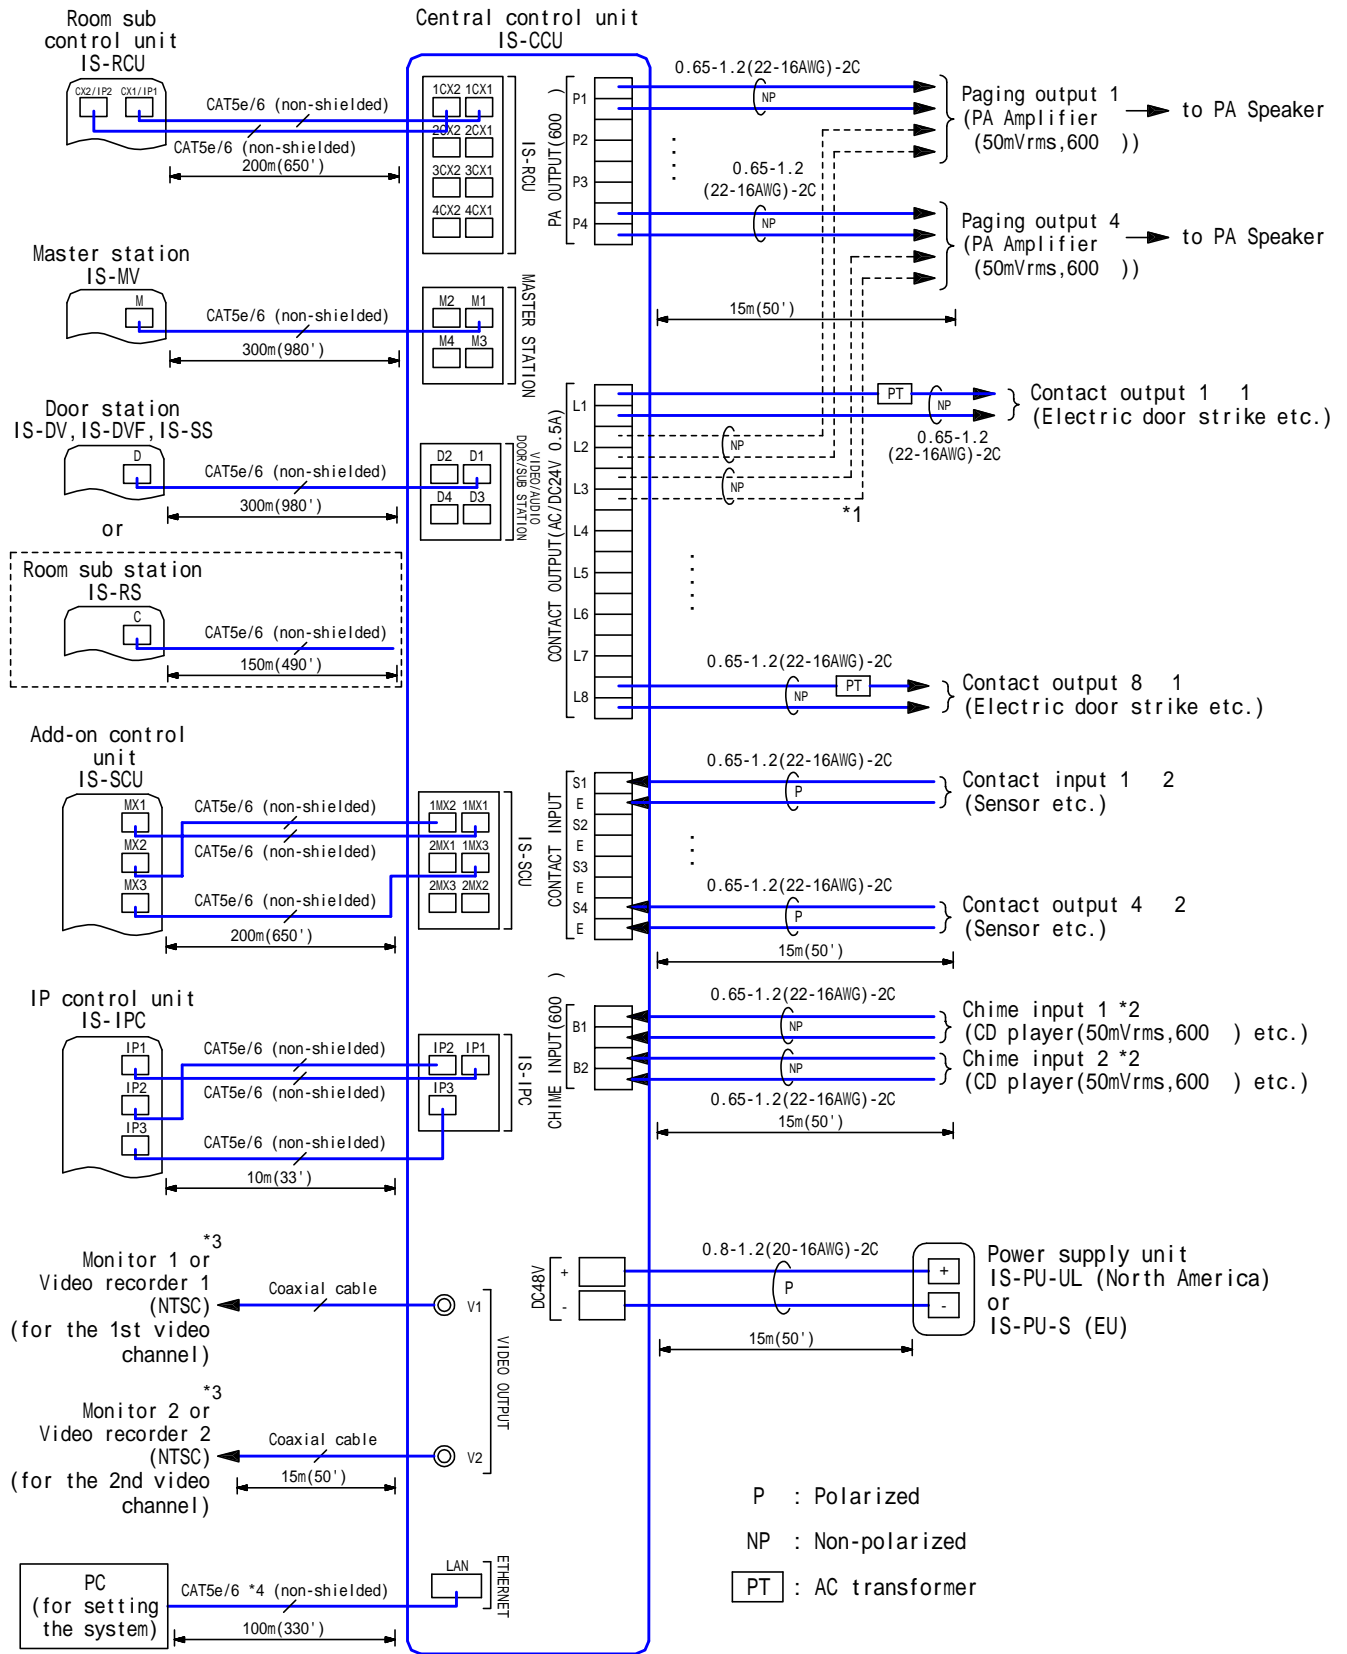 Room sub
control unit
IS-RCU
CX2/IP2
CX1/IP1
CAT5e/6 (non-shielded)
CAT5e/6 (non-shielded)
200m(650')
Master station
IS-MV
M
CAT5e/6 (non-shielded)
300m(980')
Door station
IS-DV,IS-DVF,IS-SS
D
CAT5e/6 (non-shielded)
300m(980')
or
Room sub station
IS-RS
C
CAT5e/6 (non-shielded)
150m(490')
Add-on control
unit
IS-SCU
MX1
MX2
MX3
CAT5e/6 (non-shielded)
CAT5e/6 (non-shielded)
CAT5e/6 (non-shielded)
200m(650')
IP control unit
IS-IPC
IP1
IP2
IP3
CAT5e/6 (non-shielded)
CAT5e/6 (non-shielded)
CAT5e/6 (non-shielded)
10m(33')
*3
Monitor 1 or
Video recorder 1
(NTSC)
(for the 1st video
channel)
Coaxial cable
*3
Monitor 2 or
Video recorder 2
(NTSC)
(for the 2nd video
channel)
Coaxial cable
15m(50')
PC
(for setting
the system)
CAT5e/6 *4 (non-shielded)
100m(330')
Central control unit
IS-CCU
1CX2 1CX1
2CX2 2CX1
3CX2 3CX1
4CX2 4CX1
IS-RCU
M2 M1
M4 M3
MASTER STATION
D2 D1
D4 D3
VIDEO/AUDIO
DOOR/SUB STATION
1MX2 1MX1
2MX1 1MX3
2MX3 2MX2
IS-SCU
IP2 IP1
IP3
IS-IPC
V1
V2
VIDEO OUTPUT
LAN
ETHERNET
PA OUTPUT(600 )
P1
P2
P3
P4
CONTACT OUTPUT(AC/DC24V 0.5A)
L1
L2
L3
L4
L5
L6
L7
L8
CONTACT INPUT
S1
E
S2
E
S3
E
S4
E
CHIME INPUT(600 )
B1
B2
DC48V
+
-
0.65-1.2(22-16AWG)-2C
NP
Paging output 1
(PA Amplifier
(50mVrms,600 ))
to PA Speaker
0.65-1.2
(22-16AWG)-2C
NP
Paging output 4
(PA Amplifier
(50mVrms,600 ))
to PA Speaker
15m(50')
PT
NP
0.65-1.2
(22-16AWG)-2C
Contact output 1 1
(Electric door strike etc.)
NP
NP
*1
0.65-1.2(22-16AWG)-2C
NP
PT
Contact output 8 1
(Electric door strike etc.)
0.65-1.2(22-16AWG)-2C
P
Contact input 1 2
(Sensor etc.)
0.65-1.2(22-16AWG)-2C
P
Contact output 4 2
(Sensor etc.)
15m(50')
0.65-1.2(22-16AWG)-2C
NP
Chime input 1 *2
(CD player(50mVrms,600 ) etc.)
NP
Chime input 2 *2
(CD player(50mVrms,600 ) etc.)
0.65-1.2(22-16AWG)-2C
15m(50')
0.8-1.2(20-16AWG)-2C
P
+
-
Power supply unit
IS-PU-UL (North America)
or
IS-PU-S (EU)
15m(50')
P : Polarized
NP : Non-polarized
PT : AC transformer